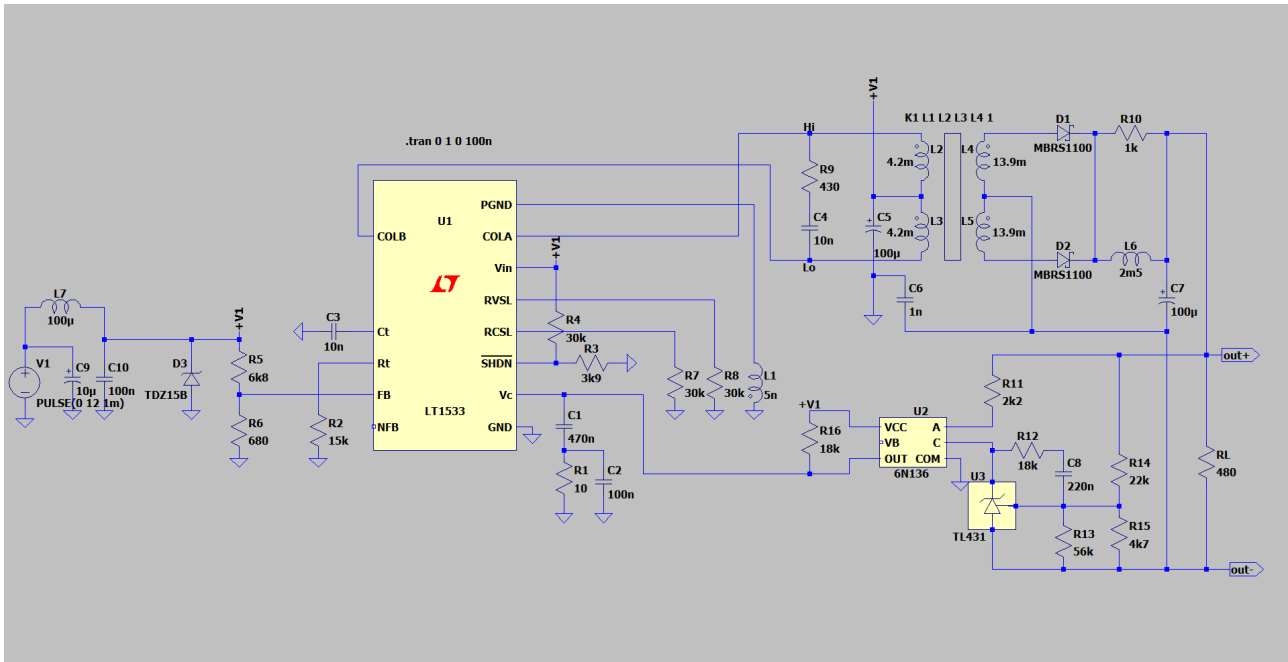 .tran 0 1 0 100n
K1 L1 L2 L3 L4 1
+V1
Hi
Lo
R9
430
C4
10n
C5
100µ
L2
4.2m
L3
4.2m
L4
13.9m
L5
13.9m
D1
MBRS1100
D2
MBRS1100
R10
1k
L6
2m5
C6
1n
C7
100µ
U1
COLB
PGND
COLA
Vin
RVSL
RCSL
SHDN
Vc
GND
Ct
Rt
FB
NFB
LT1533
+V1
R4
30k
R3
3k9
R7
30k
R8
30k
L1
5n
C1
470n
R1
10
C2
100n
C3
10n
R2
15k
L7
100µ
V1
PULSE(0 12 1m)
C9
10µ
C10
100n
D3
TDZ15B
+V1
R5
6k8
R6
680
+V1
R16
18k
U2
VCC
VB
OUT
A
C
COM
6N136
R11
2k2
R12
18k
C8
220n
U3
TL431
R13
56k
R14
22k
R15
4k7
RL
480
out+
out-